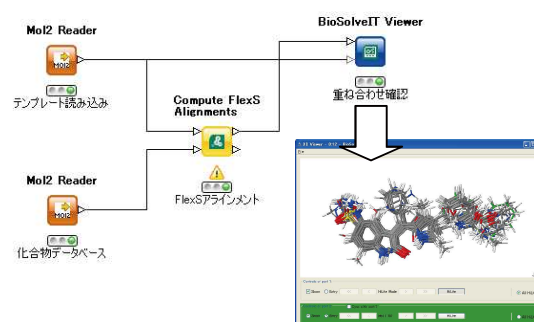 Mol2 Reader
MOL2
テンプレート読み込み
BioSolveIT Viewer
重ね合わせ確認
Compute FlexS
Alignments
FlexSアラインメント
Mol2 Reader
MOL2
化合物データベース